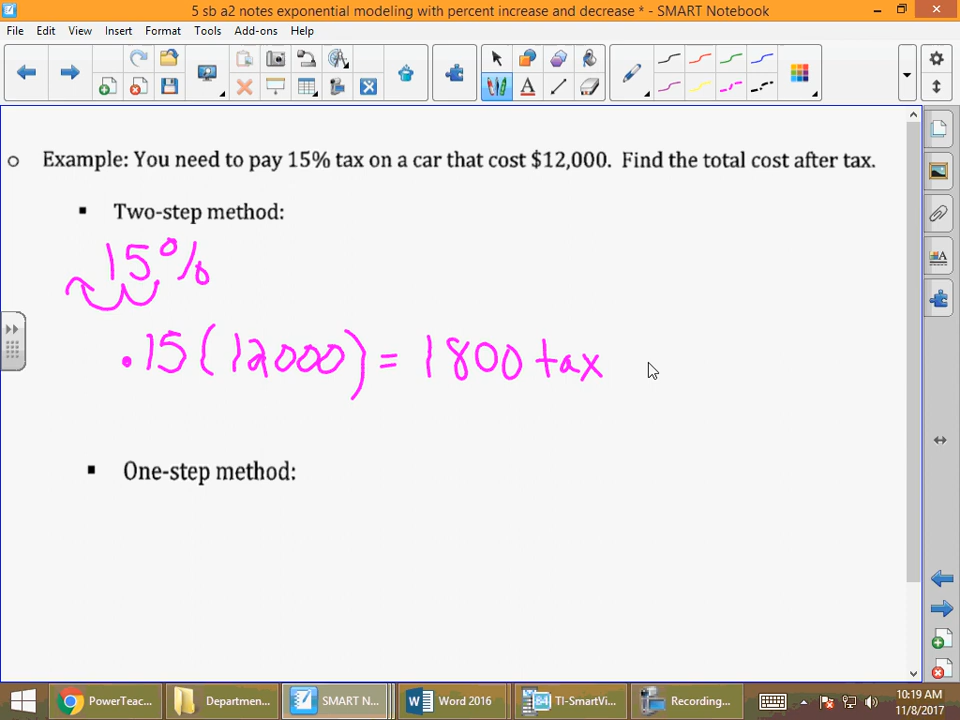 5 sb a2 notes exponential modeling with percent increase and decrease * - SMART Notebook
File Edit View Insert Format Tools Add-ons Help
Example: You need to pay 15% tax on a car that cost $12,000. Find the total cost after tax.
Two-step method:
15%
.15(12000) = 1800 tax
One-step method:
PowerTeac... Departmen... SMART N... Word 2016 TI-SmartVi... Recording...
10:19 AM
11/8/2017